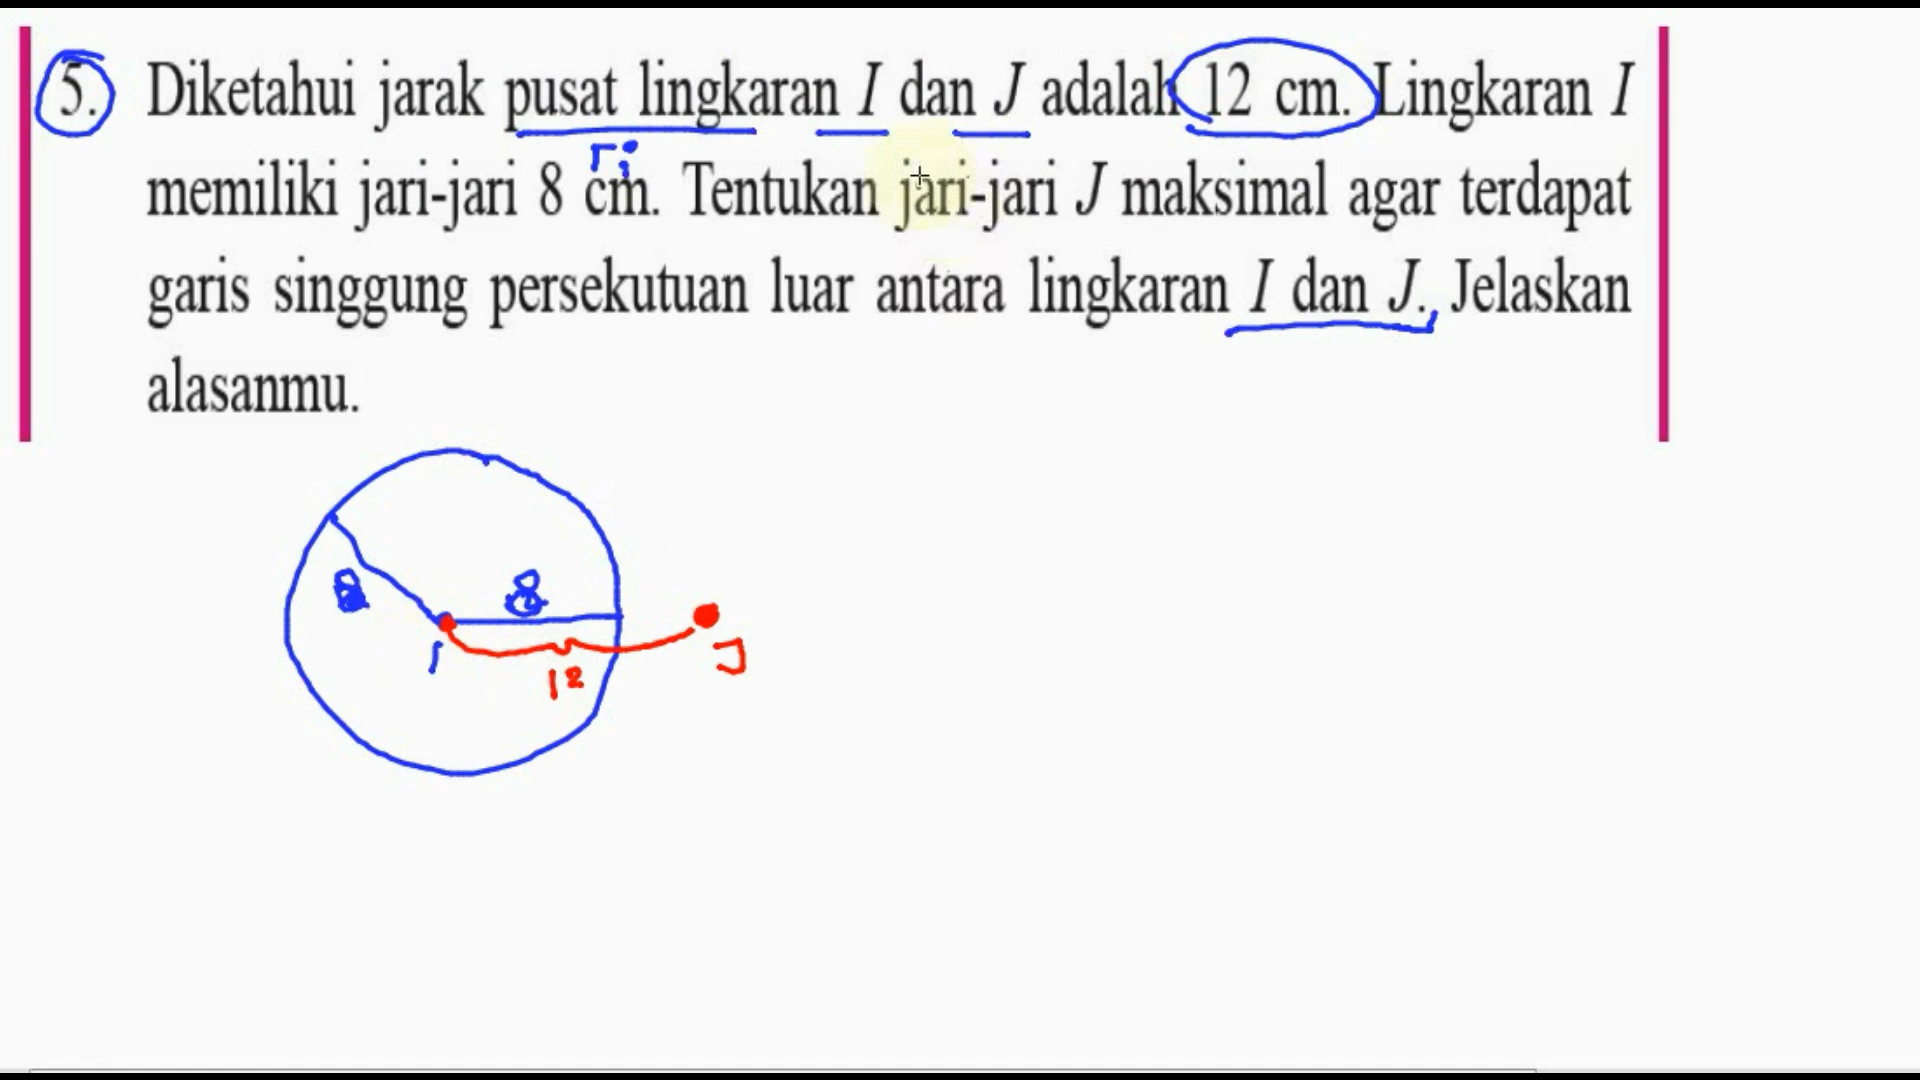 5. Diketahui jarak pusat lingkaran I dan J adalah 12 cm. Lingkaran I
ri
memiliki jari-jari 8 cm. Tentukan jari-jari J maksimal agar terdapat
garis singgung persekutuan luar antara lingkaran I dan J. Jelaskan
alasanmu.
8 8
I
12
J